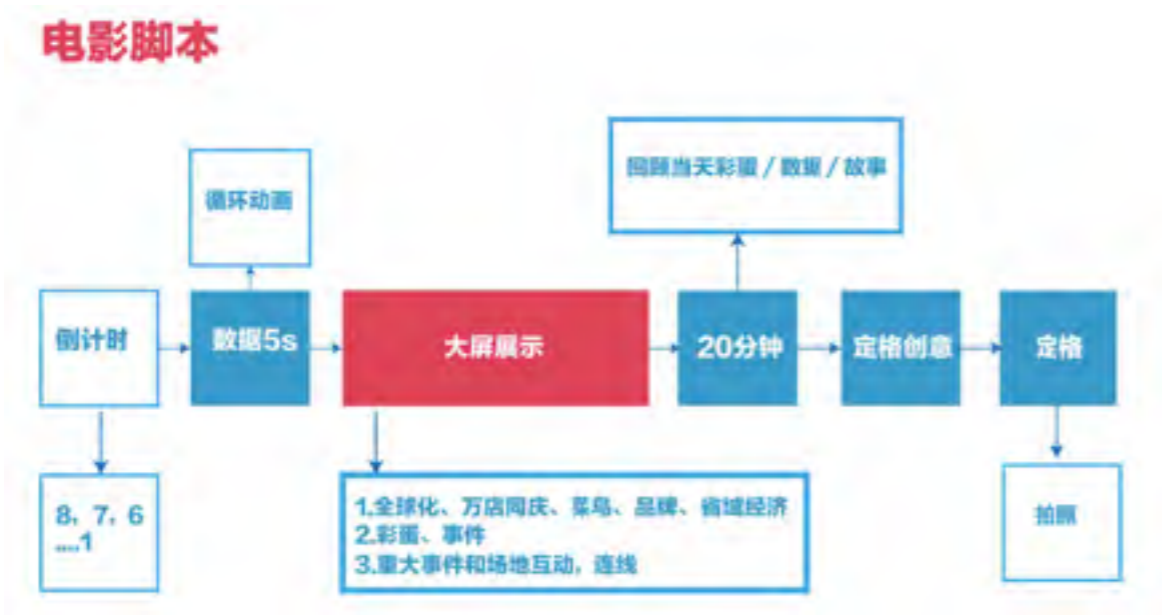 电影脚本
循环动画
回顾当天彩蛋/数据/故事
倒计时
数据5s
大屏展示
20分钟
定格创意
定格
8，7，6
....1
1.全球化、万店同庆、菜鸟、品牌、省域经济
2.彩蛋、事件
3.重大事件和场地互动，连线
拍照